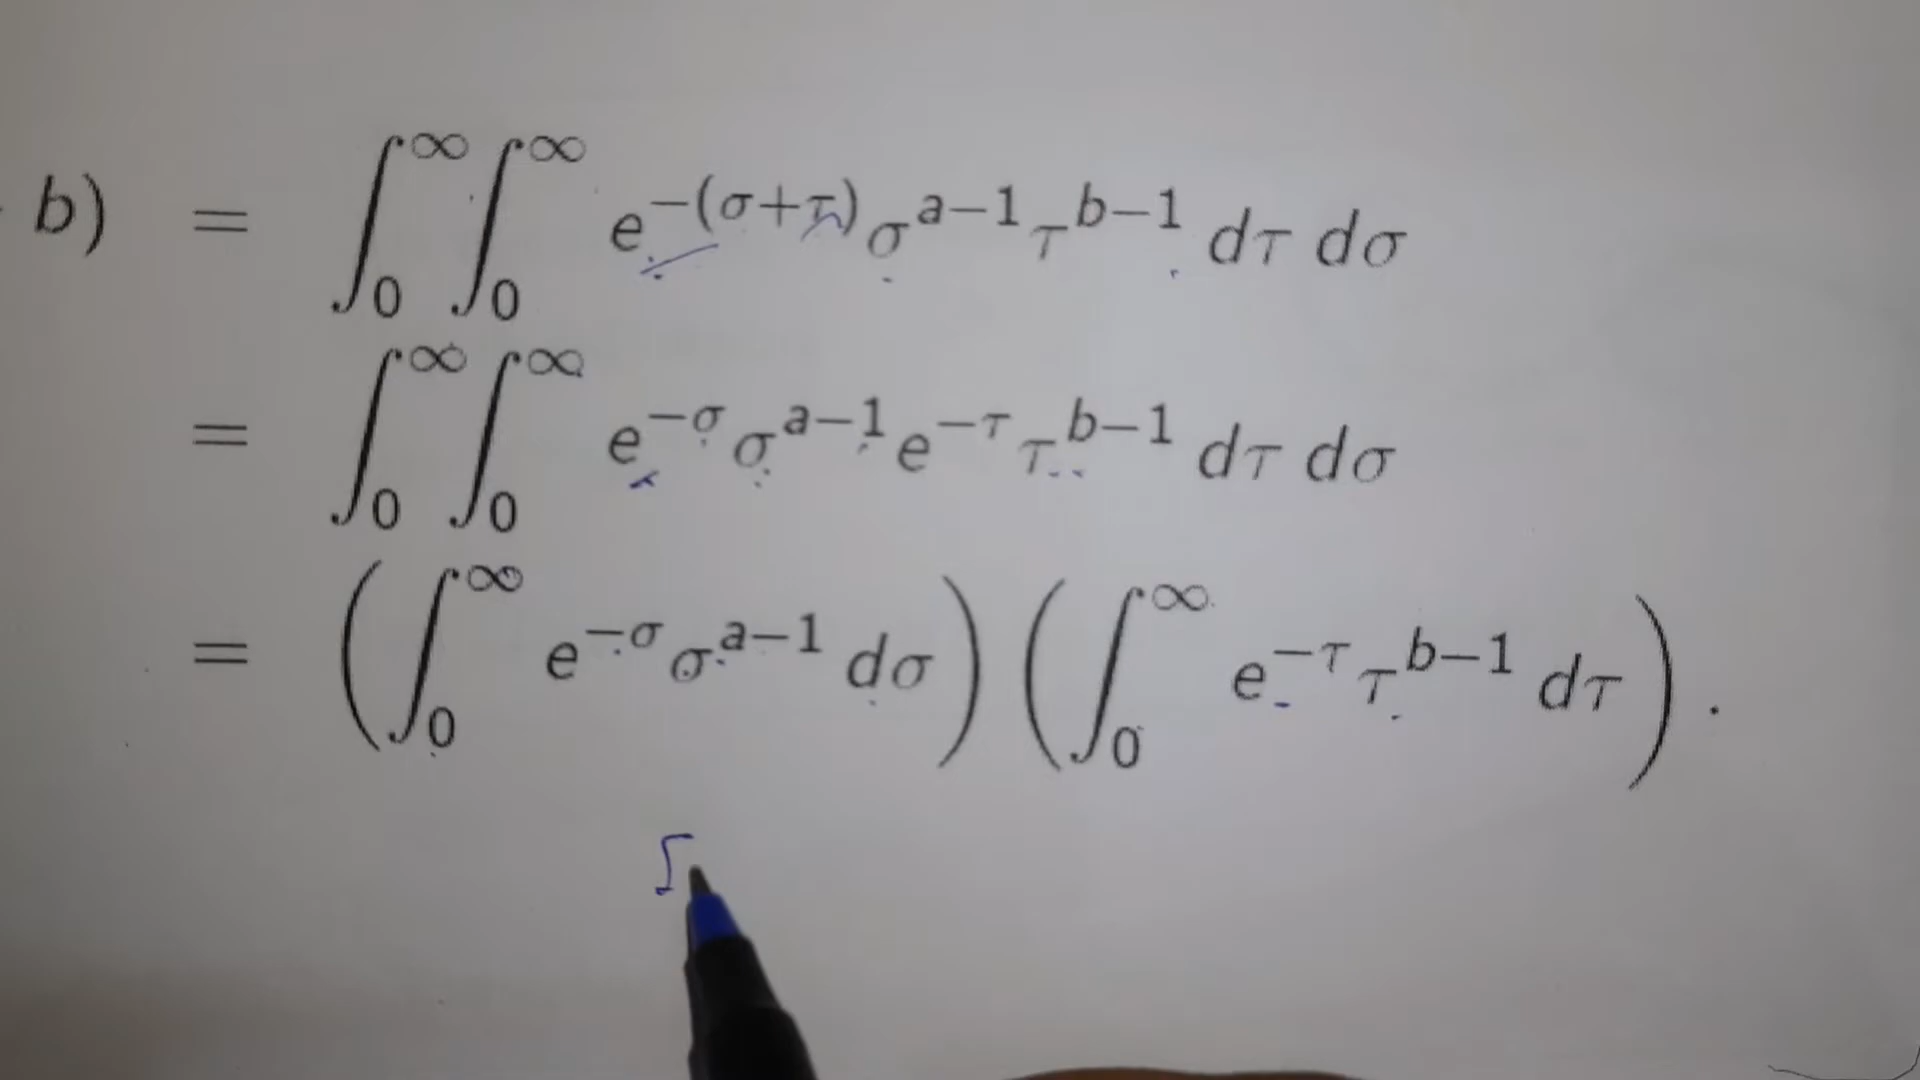 b) = ∫₀^∞ ∫₀^∞ e^{-(σ+τ)} σ^{a-1} τ^{b-1} dτ dσ
= ∫₀^∞ ∫₀^∞ e^{-σ} σ^{a-1} e^{-τ} τ^{b-1} dτ dσ
= (∫₀^∞ e^{-σ} σ^{a-1} dσ) (∫₀^∞ e^{-τ} τ^{b-1} dτ).